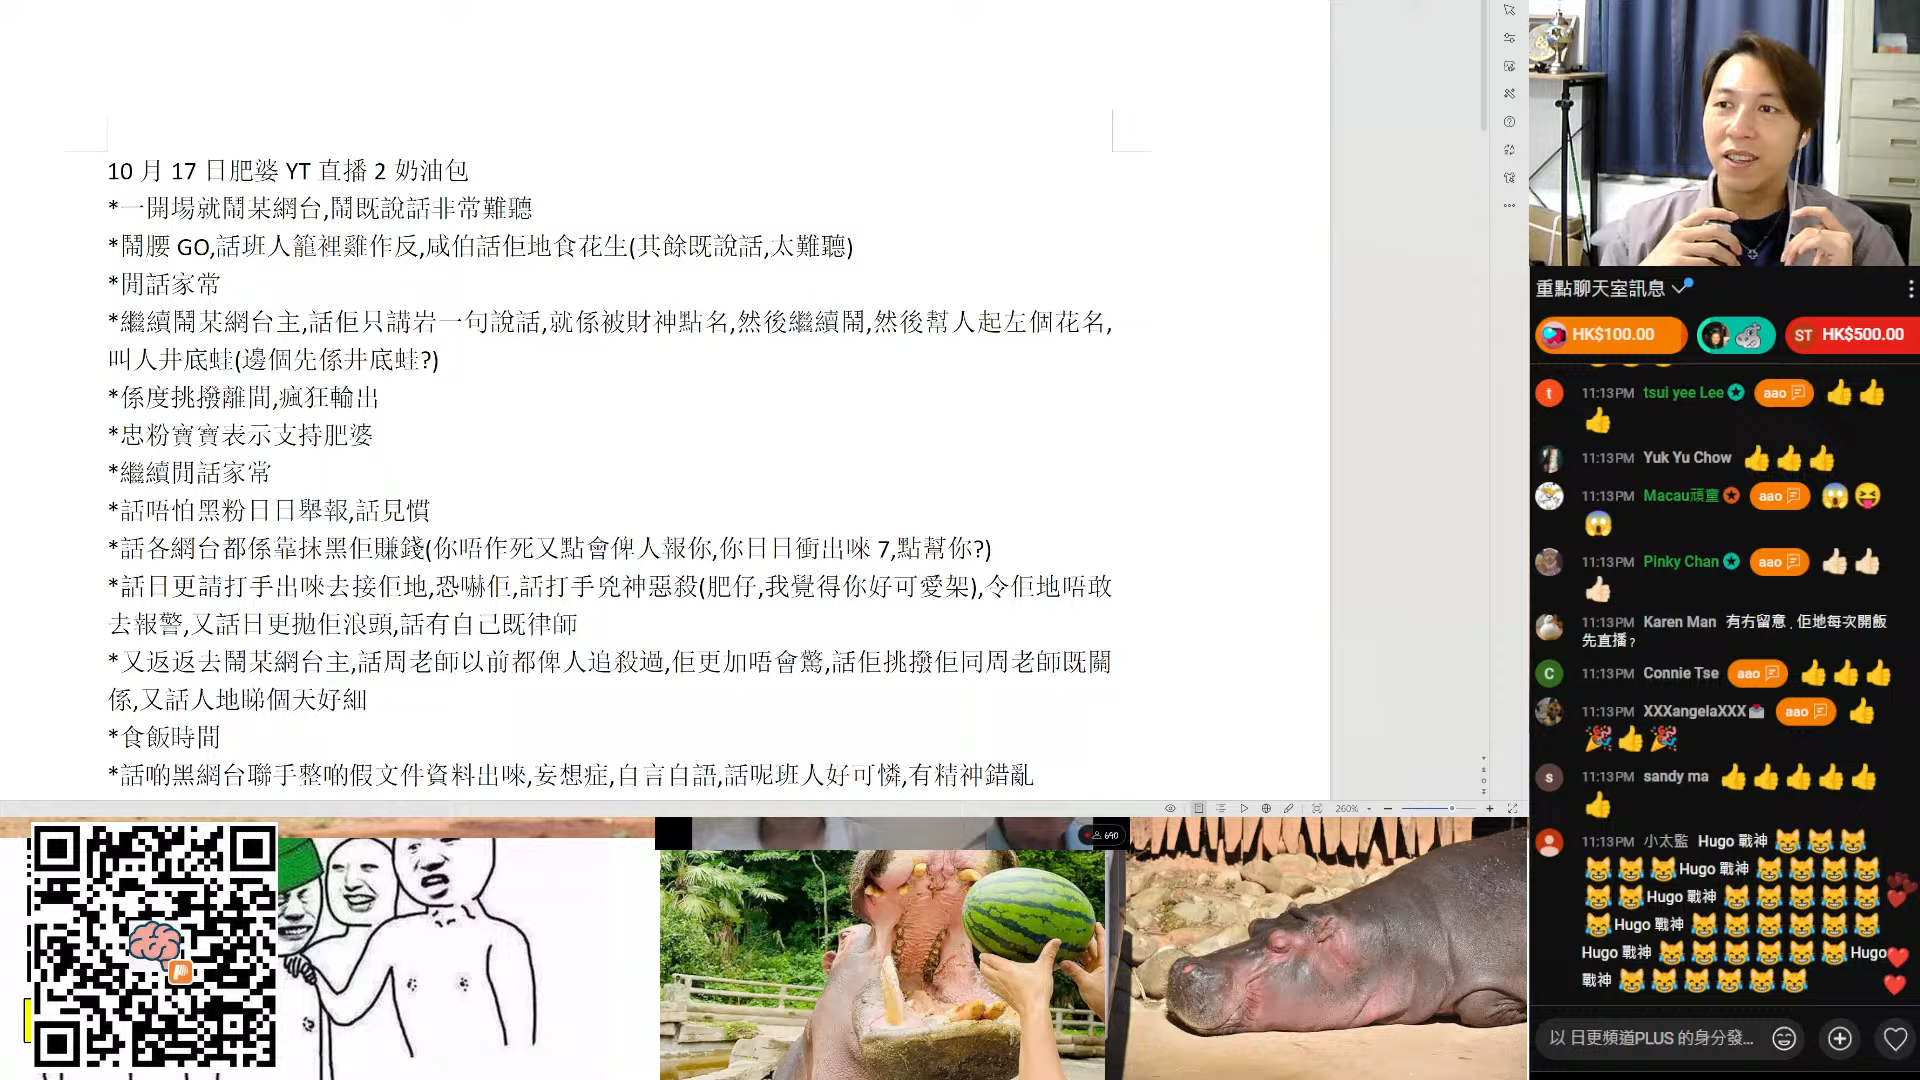 10 月 17 日肥婆 YT 直播 2 奶油包
*一開場就鬧某網台,鬧既說話非常難聽
*鬧腰 GO,話班人籠裡雞作反,咸伯話佢地食花生(其餘既說話,太難聽)
*閒話家常
*繼續鬧某網台主,話佢只講岩一句說話,就係被財神點名,然後繼續鬧,然後幫人起左個花名,
叫人井底蛙(邊個先係井底蛙?)
*係度挑撥離間,瘋狂輸出
*忠粉寶寶表示支持肥婆
*繼續閒話家常
*話唔怕黑粉日日舉報,話見慣
*話各網台都係靠抹黑佢賺錢(你唔作死又點會俾人報你,你日日衝出唻 7,點幫你?)
*話日更請打手出唻去接佢地,恐嚇佢,話打手兇神惡殺(肥仔,我覺得你好可愛架),令佢地唔敢
去報警,又話日更拋佢浪頭,話有自己既律師
*又返返去鬧某網台主,話周老師以前都俾人追殺過,佢更加唔會驚,話佢挑撥佢同周老師既關
係,又話人地睇個天好細
*食飯時間
*話啲黑網台聯手整啲假文件資料出唻,妄想症,自言自語,話呢班人好可憐,有精神錯亂
260%
640
重點聊天室訊息
HK$100.00
ST HK$500.00
t 11:13PM tsui yee Lee aao
11:13PM Yuk Yu Chow
11:13PM Macau頑童 aao
11:13PM Pinky Chan aao
11:13PM Karen Man 有冇留意﹐佢地每次開飯
先直播﹖
C 11:13PM Connie Tse aao
11:13PM XXXangelaXXX aao
s 11:13PM sandy ma
11:13PM 小太監 Hugo 戰神
Hugo 戰神
Hugo 戰神
Hugo 戰神
Hugo 戰神 Hugo
戰神
以 日更頻道PLUS 的身分發...